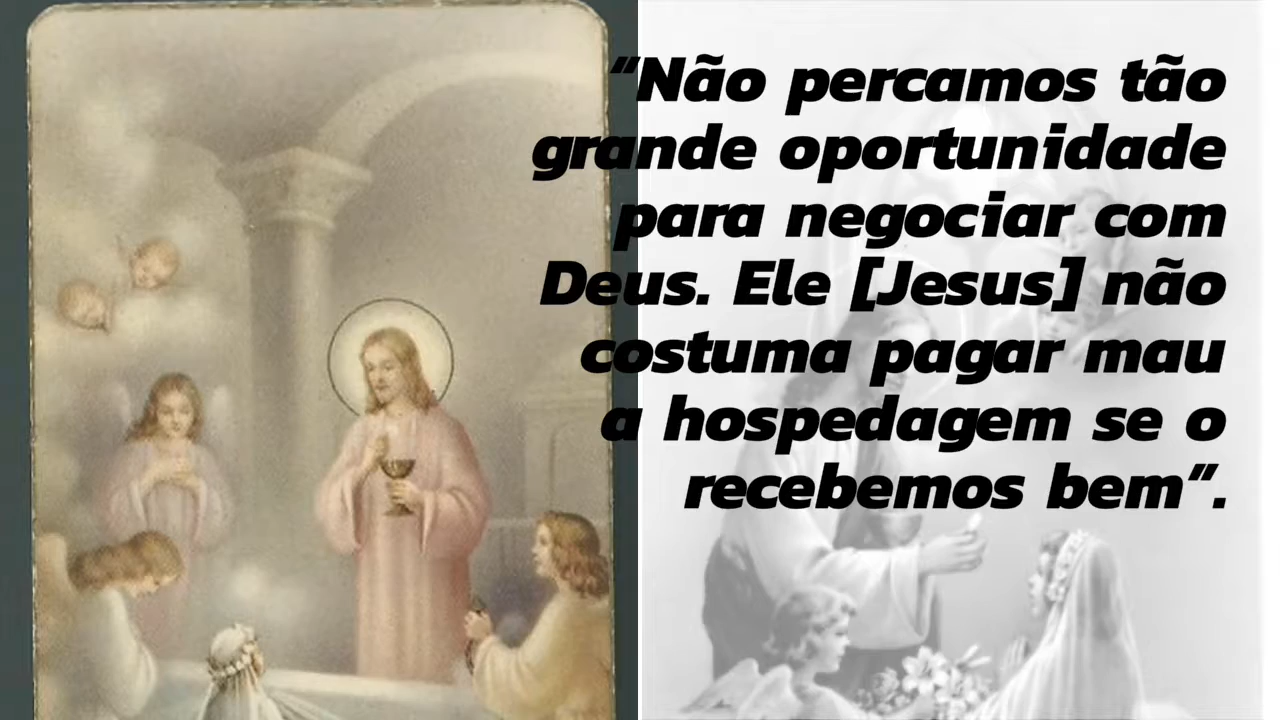 “Não percamos tão
grande oportunidade
para negociar com
Deus. Ele [Jesus] não
costuma pagar mau
a hospedagem se o
recebemos bem”.